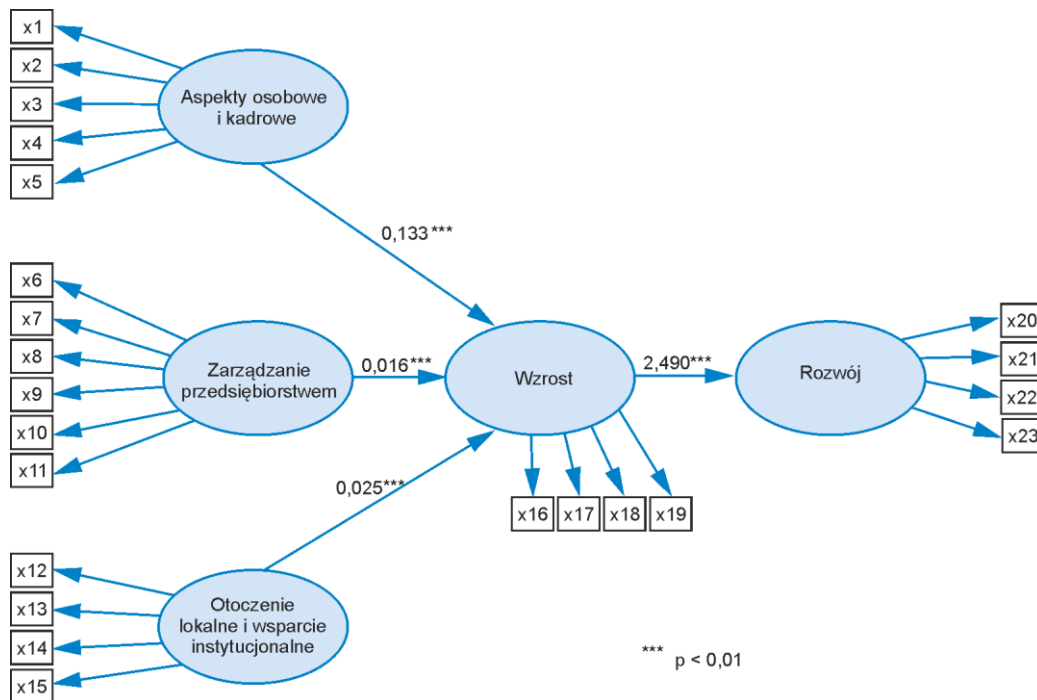 x1
x2
x3
x4
x5
Aspekty osobowe
i kadrowe
0,133 ***
x6
x7
x8
x9
x10
x11
Zarządzanie
przedsiębiorstwem
0,016***
Wzrost
2,490***
Rozwój
x20
x21
x22
x23
0,025***
x16
x17
x18
x19
x12
x13
x14
x15
Otoczenie
lokalne i wsparcie
instytucjonalne
*** p < 0,01